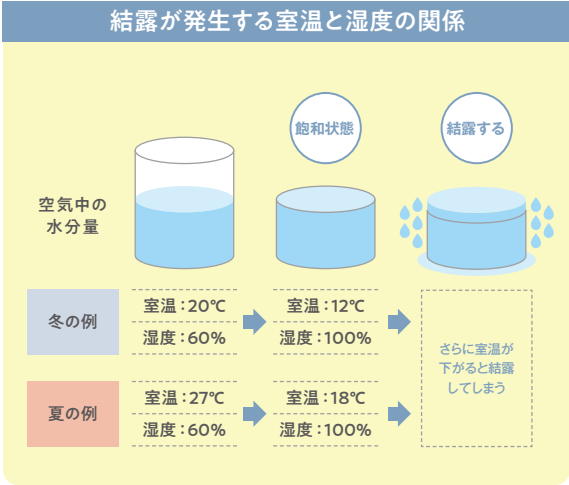 結露が発生する室温と湿度の関係
飽和状態
結露する
空気中の
水分量
冬の例
室温：20℃
湿度：60%
室温：12℃
湿度：100%
夏の例
室温：27℃
湿度：60%
室温：18℃
湿度：100%
さらに室温が
下がると結露
してしまう